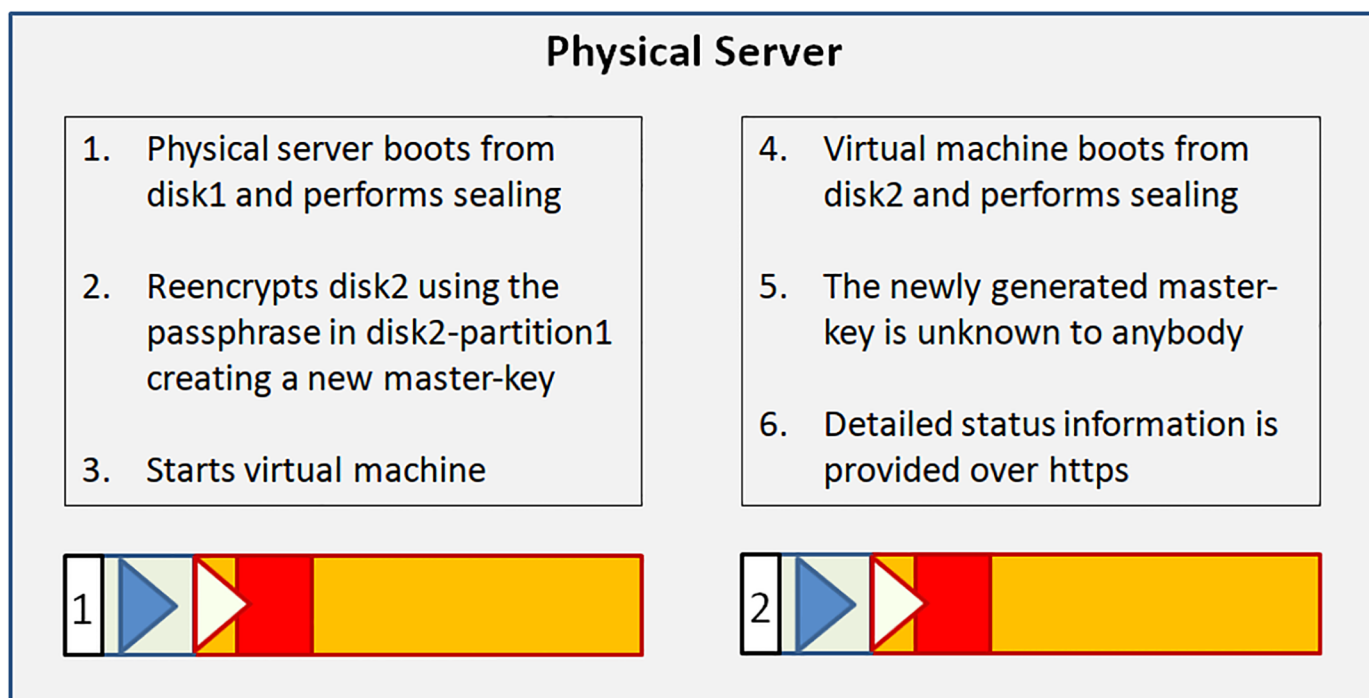 Physical Server
1. Physical server boots from
disk1 and performs sealing
2. Reencrypts disk2 using the
passphrase in disk2-partition1
creating a new master-key
3. Starts virtual machine
4. Virtual machine boots from
disk2 and performs sealing
5. The newly generated master-
key is unknown to anybody
6. Detailed status information is
provided over https
1
2